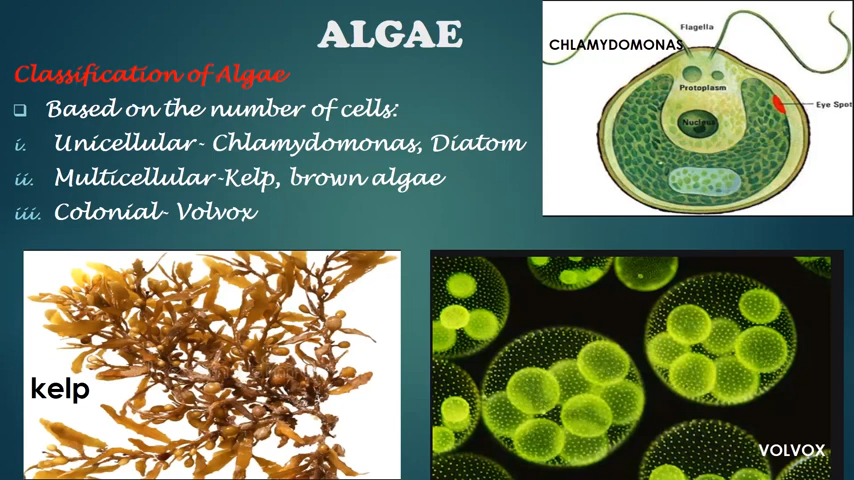 ALGAE
Classification of Algae
Based on the number of cells:
i. Unicellular- Chlamydomonas, Diatom
ii. Multicellular-Kelp, brown algae
iii. Colonial- Volvox
Flagella
CHLAMYDOMONAS
Protoplasm
Eye Spot
Nucleus
kelp
VOLVOX